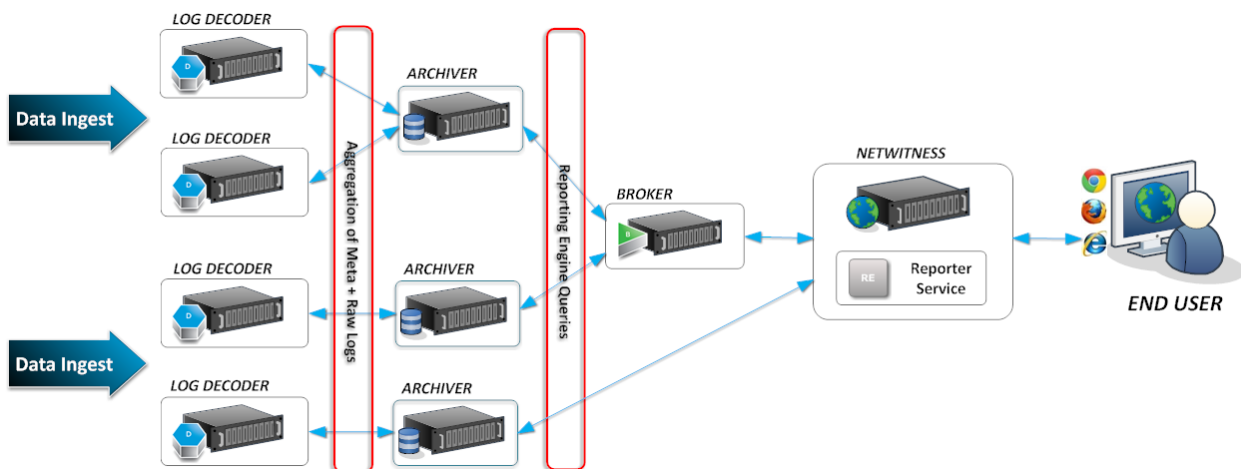 LOG DECODER
D
Data Ingest
LOG DECODER
D
LOG DECODER
D
Data Ingest
LOG DECODER
D
Aggregation of Meta + Raw Logs
ARCHIVER
ARCHIVER
ARCHIVER
Reporting Engine Queries
BROKER
B
NETWITNESS
RE
Reporter
Service
END USER